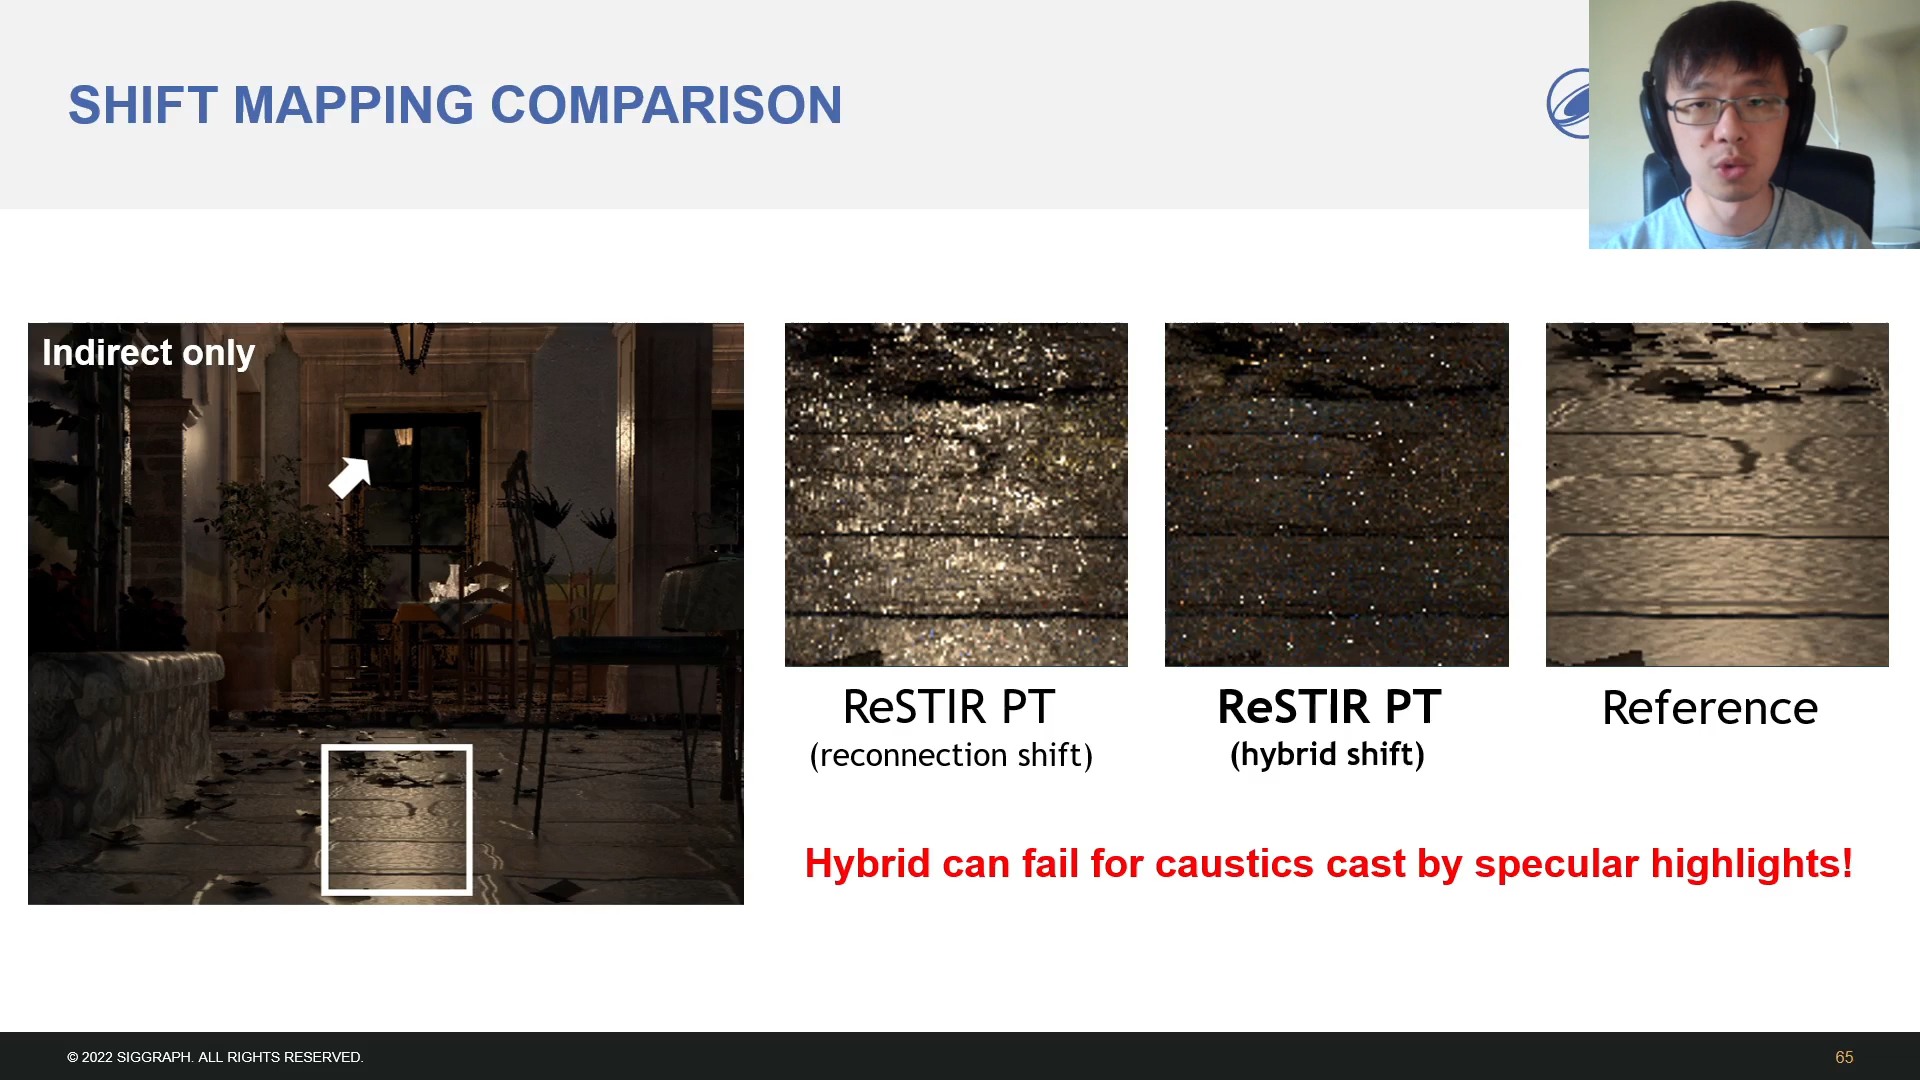 SHIFT MAPPING COMPARISON
Indirect only
ReSTIR PT
(reconnection shift)
ReSTIR PT
(hybrid shift)
Reference
Hybrid can fail for caustics cast by specular highlights!
© 2022 SIGGRAPH. ALL RIGHTS RESERVED.
65